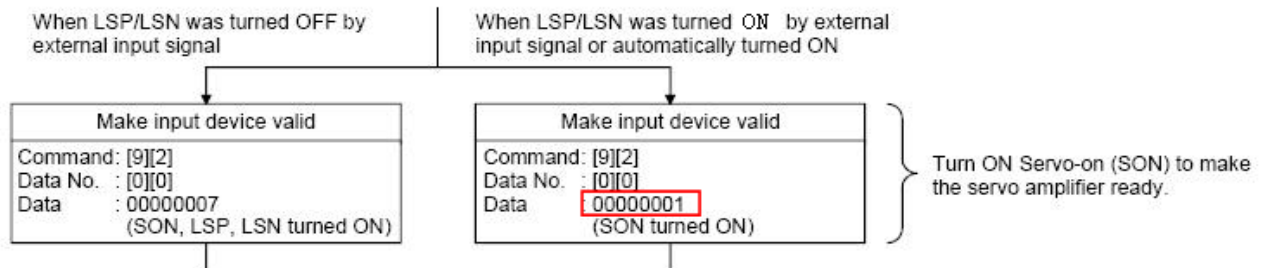 When LSP/LSN was turned OFF by
external input signal
When LSP/LSN was turned ON by external
input signal or automatically turned ON
Make input device valid
Command: [9][2]
Data No. : [0][0]
Data : 00000007
(SON, LSP, LSN turned ON)
Make input device valid
Command: [9][2]
Data No. : [0][0]
Data : 00000001
(SON turned ON)
Turn ON Servo-on (SON) to make
the servo amplifier ready.